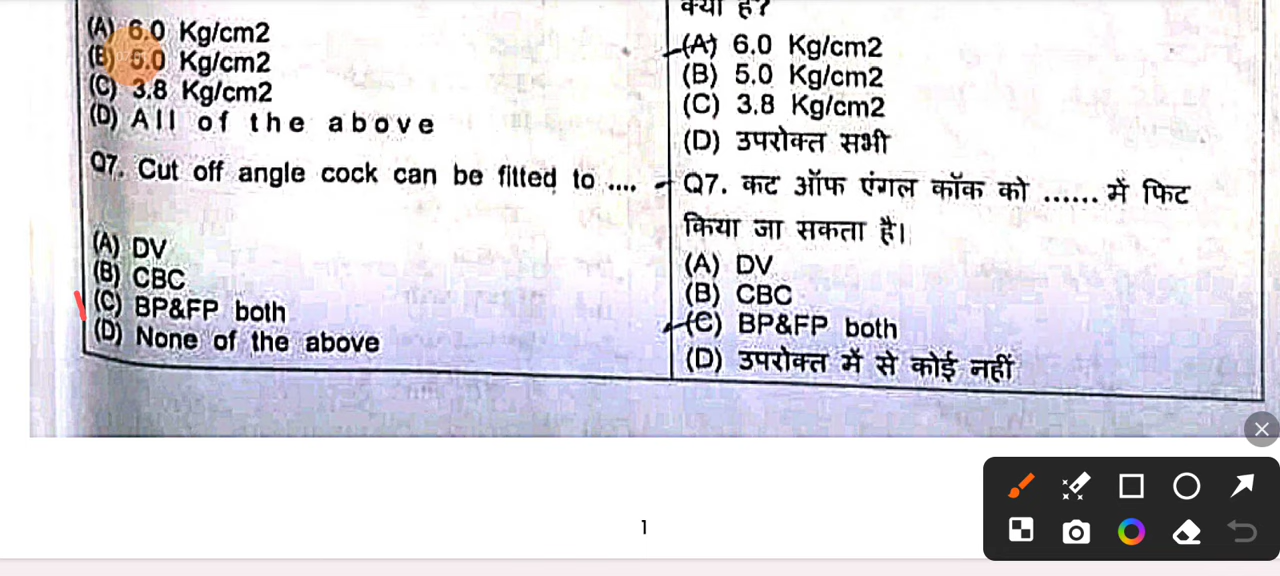 (A) 6.0 Kg/cm2
(B) 5.0 Kg/cm2
(C) 3.8 Kg/cm2
(D) All of the above
Q7. Cut off angle cock can be fitted to ....
(A) DV
(B) CBC
(C) BP&FP both
(D) None of the above
क्या है?
(A) 6.0 Kg/cm2
(B) 5.0 Kg/cm2
(C) 3.8 Kg/cm2
(D) उपरोक्त सभी
Q7. कट ऑफ एंगल कॉक को ...... में फिट
किया जा सकता है।
(A) DV
(B) CBC
(C) BP&FP both
(D) उपरोक्त में से कोई नहीं
1